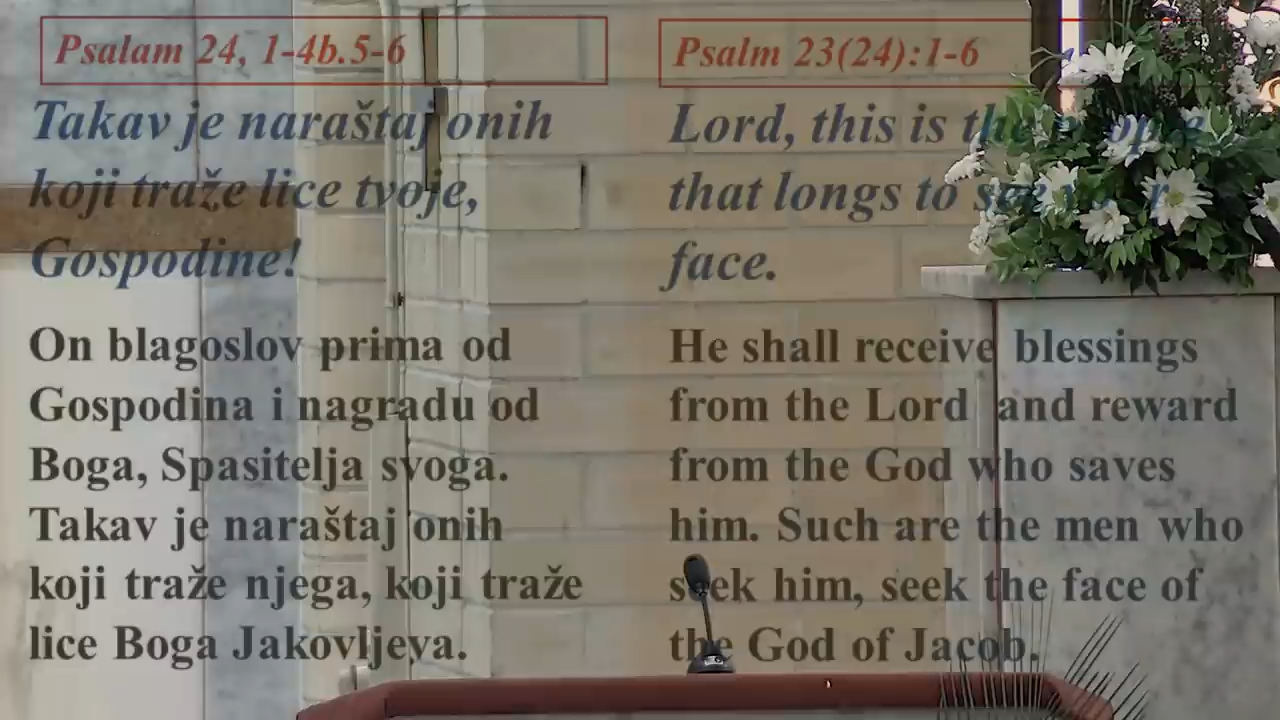 Psalam 24, 1-4b.5-6
Takav je naraštaj onih
koji traže lice tvoje,
Gospodine!
On blagoslov prima od
Gospodina i nagradu od
Boga, Spasitelja svoga.
Takav je naraštaj onih
koji traže njega, koji traže
lice Boga Jakovljeva.
Psalm 23(24):1-6
Lord, this is the people
that longs to see your
face.
He shall receive blessings
from the Lord and reward
from the God who saves
him. Such are the men who
seek him, seek the face of
the God of Jacob.